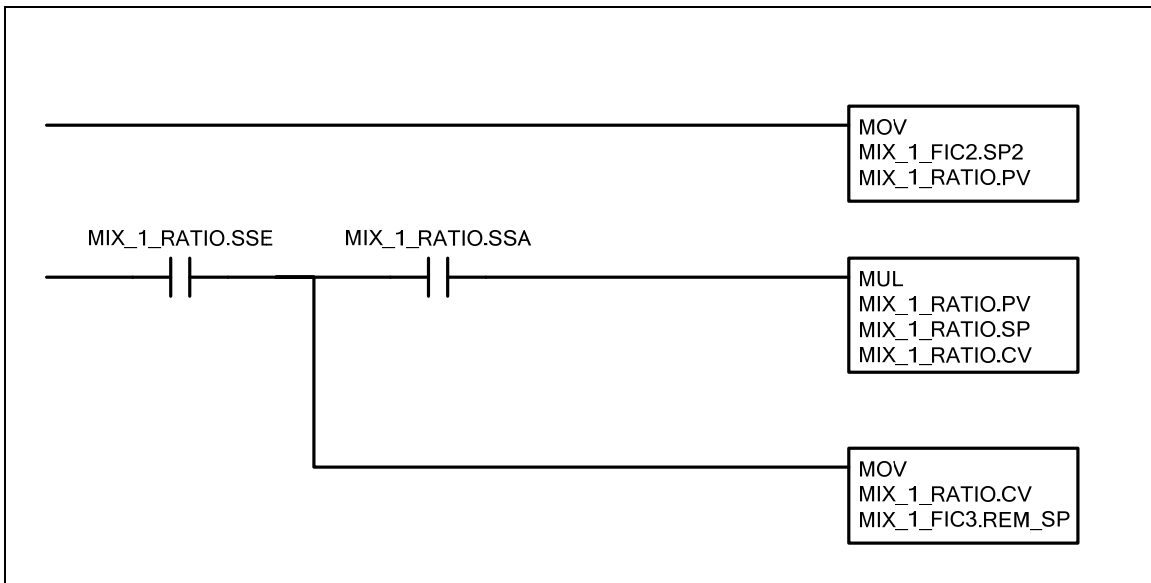 MOV
MIX_1_FIC2.SP2
MIX_1_RATIO.PV
MIX_1_RATIO.SSE
MIX_1_RATIO.SSA
MUL
MIX_1_RATIO.PV
MIX_1_RATIO.SP
MIX_1_RATIO.CV
MOV
MIX_1_RATIO.CV
MIX_1_FIC3.REM_SP